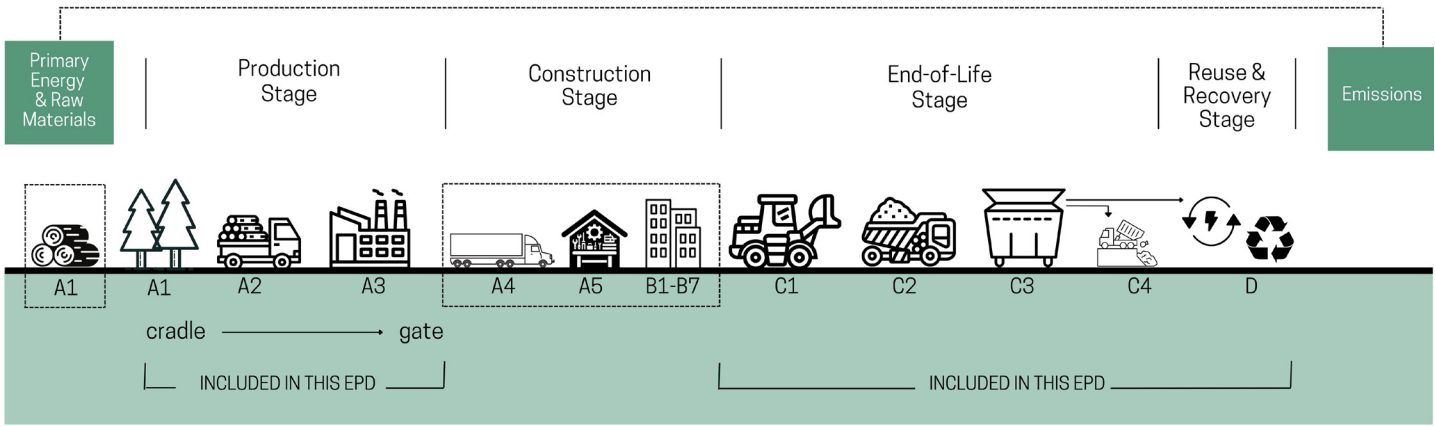 Primary
Energy
& Raw
Materials
Production
Stage
Construction
Stage
End-of-Life
Stage
Reuse &
Recovery
Stage
Emissions
A1
A1
A2
A3
A4
A5
B1-B7
C1
C2
C3
C4
D
cradle
gate
INCLUDED IN THIS EPD
INCLUDED IN THIS EPD